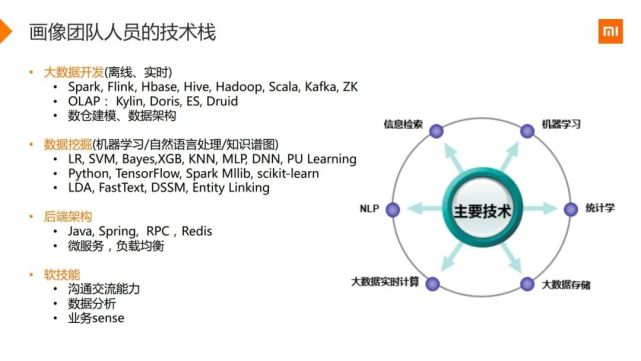 画像团队人员的技术栈
大数据开发(离线、实时)
Spark, Flink, Hbase, Hive, Hadoop, Scala, Kafka, ZK
OLAP： Kylin, Doris, ES, Druid
数仓建模、数据架构
数据挖掘(机器学习/自然语言处理/知识谱图)
LR, SVM, Bayes,XGB, KNN, MLP, DNN, PU Learning
Python, TensorFlow, Spark Mllib, scikit-learn
LDA, FastText, DSSM, Entity Linking
后端架构
Java, Spring,  RPC，Redis
微服务，负载均衡
软技能
沟通交流能力
数据分析
业务sense
信息检索
机器学习
NLP
主要技术
统计学
大数据实时计算
大数据存储